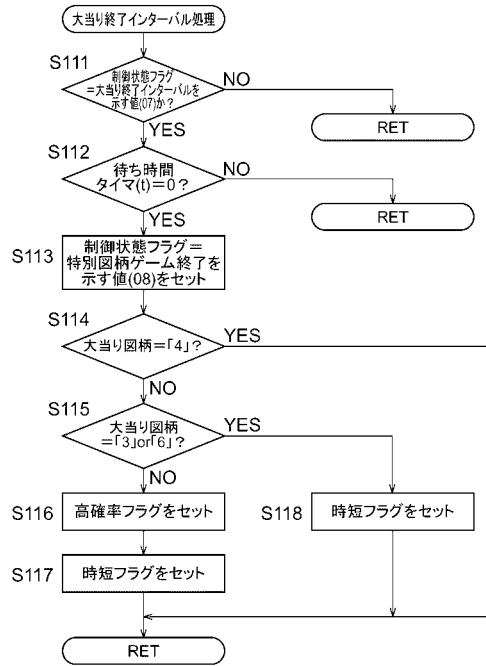 大当り終了インターバル処理
S111
制御状態フラグ
=大当り終了インターバルを
示す値(07)か?
NO
RET
YES
S112
待ち時間
タイマ(t)=0?
NO
RET
YES
S113
制御状態フラグ=
特別図柄ゲーム終了を
示す値(08)をセット
S114
大当り図柄=「4」?
YES
NO
S115
大当り図柄
=「3」or「6」?
YES
NO
S116
高確率フラグをセット
S118
時短フラグをセット
S117
時短フラグをセット
RET